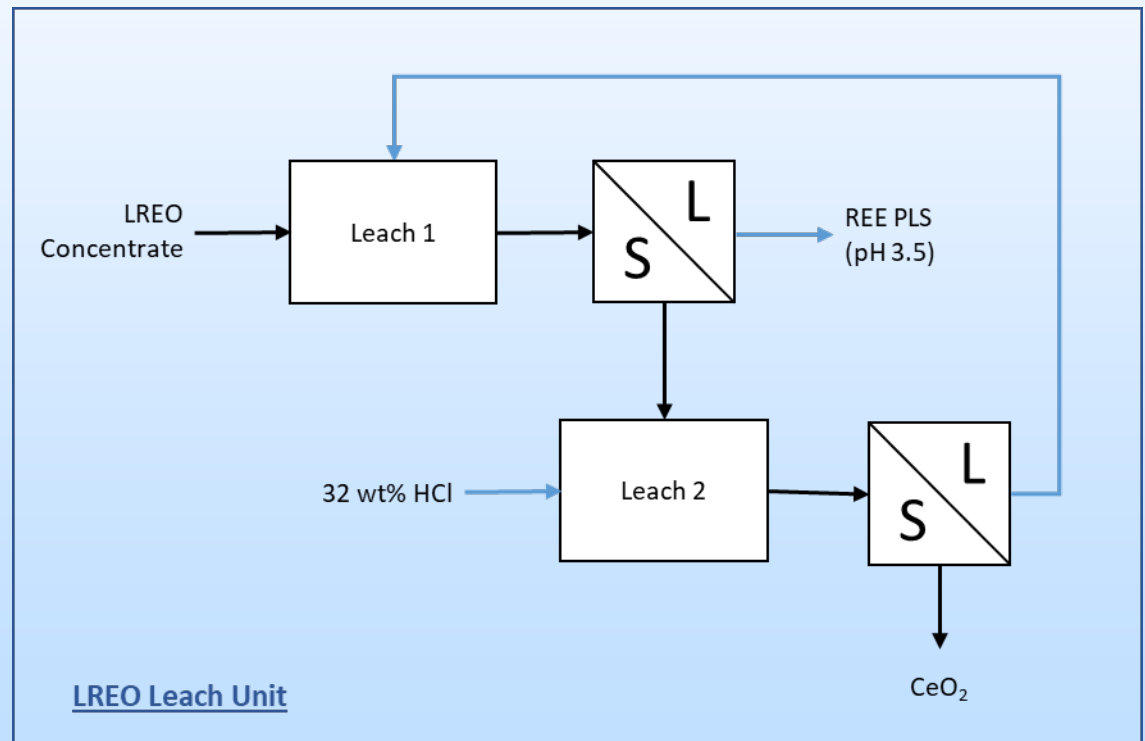 LREO
Concentrate
Leach 1
L
S
REE PLS
(pH 3.5)
32 wt% HCl
Leach 2
L
S
CeO₂
LREO Leach Unit